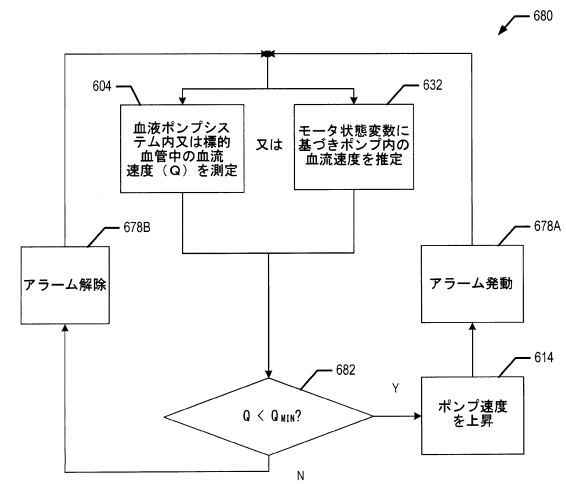 680
604
632
血液ポンプシス
テム内又は標的
血管中の血流
速度(Q)を測定
又は
モータ状態変数に
基づきポンプ内の
血流速度を推定
678B
678A
アラーム解除
アラーム発動
682
614
Q < QMIN?
Y
ポンプ速度
を上昇
N